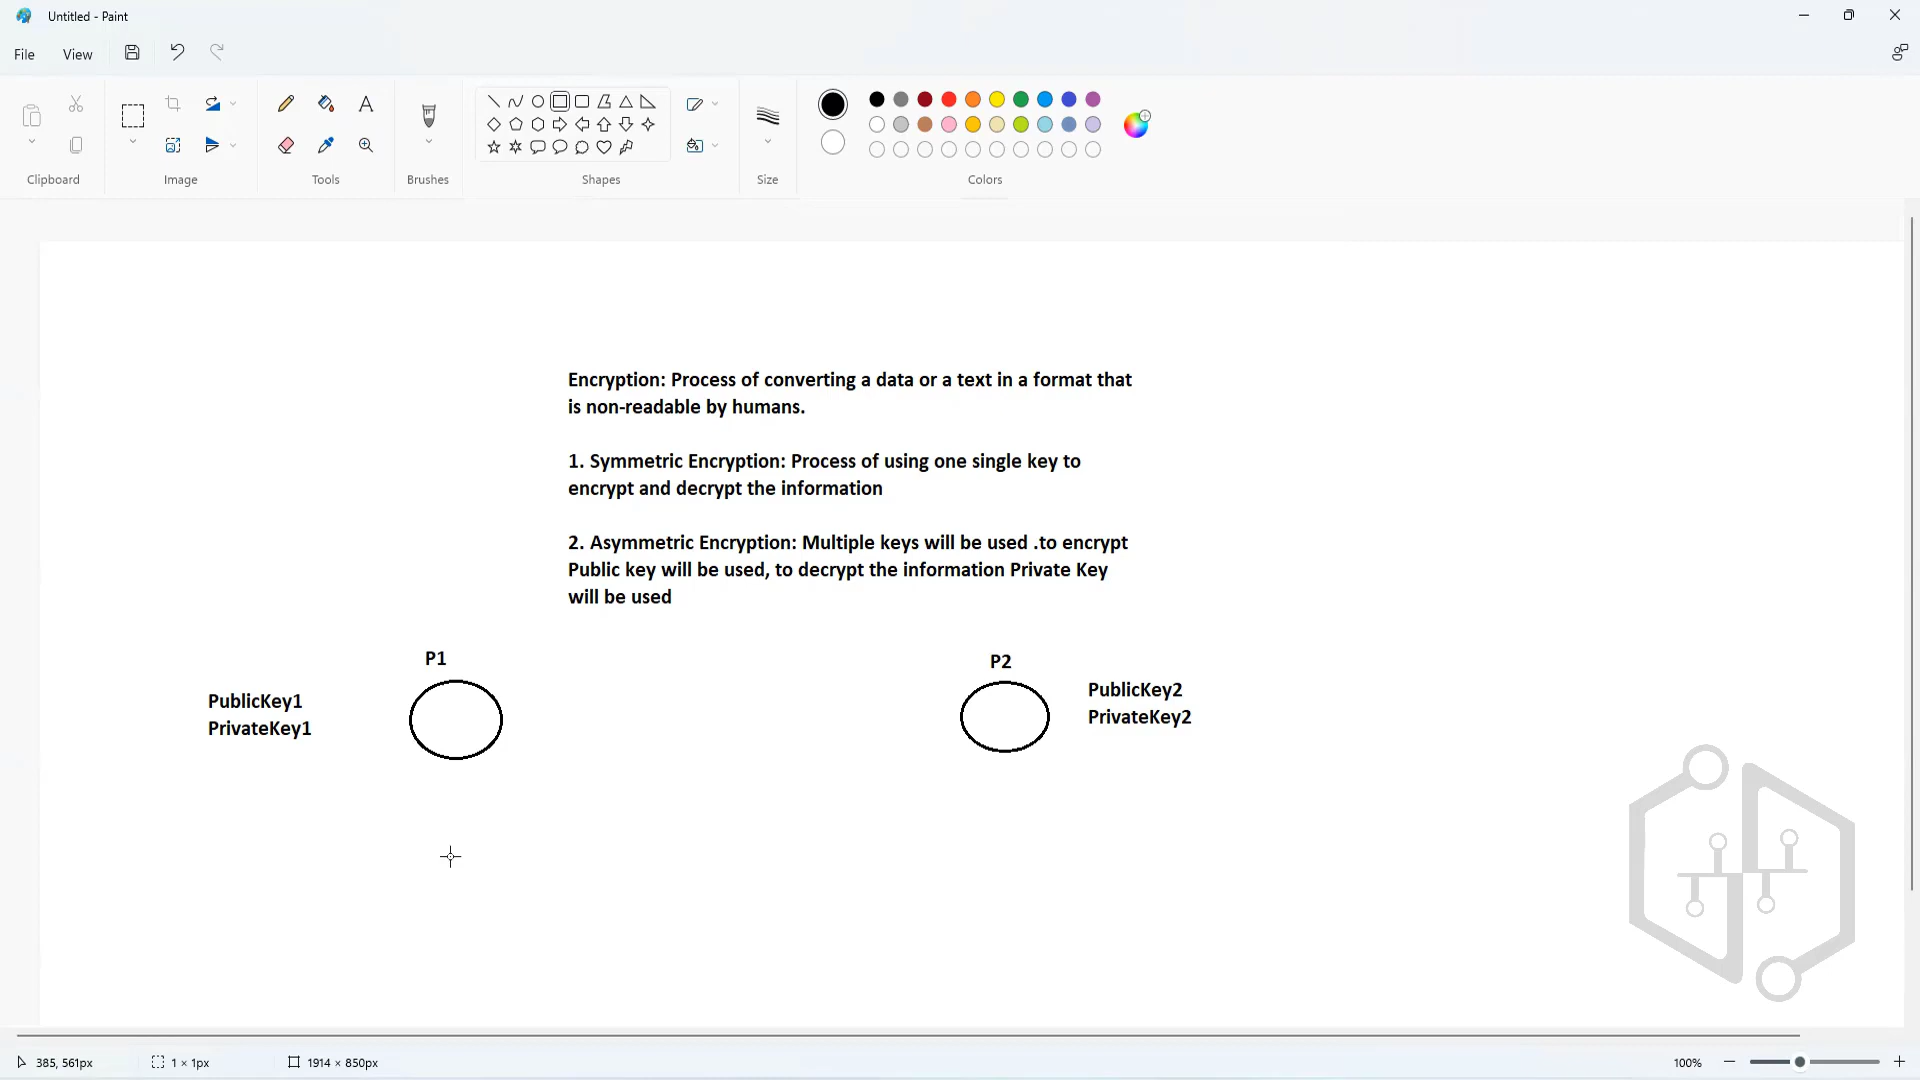 Untitled - Paint
File
View
Clipboard
Image
Tools
Brushes
Shapes
Size
Colors
Encryption: Process of converting a data or a text in a format that
is non-readable by humans.
1. Symmetric Encryption: Process of using one single key to
encrypt and decrypt the information
2. Asymmetric Encryption: Multiple keys will be used .to encrypt
Public key will be used, to decrypt the information Private Key
will be used
P1
P2
PublicKey1
PrivateKey1
PublicKey2
PrivateKey2
385, 561px
1 × 1px
1914 × 850px
100%